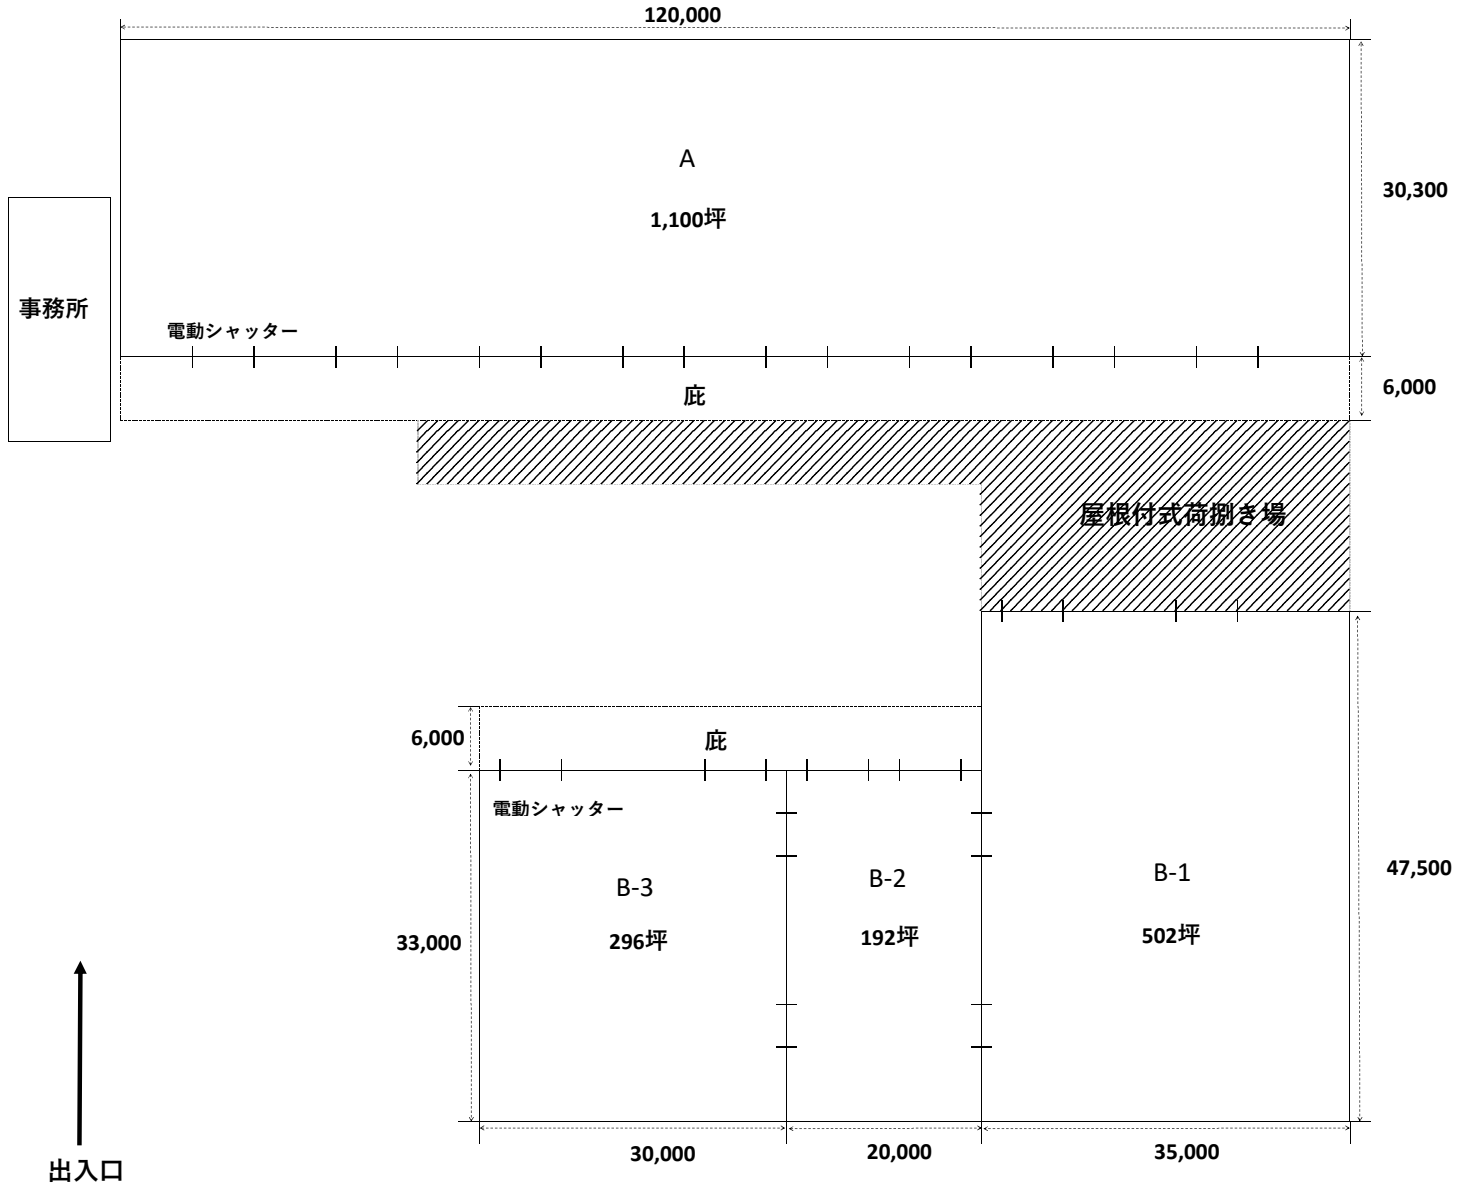 120,000
A
30,300
1,100坪
事務所
電動シャッター
庇
6,000
屋根付式荷捌き場
6,000
庇
電動シャッター
B-3
B-2
B-1
47,500
33,000
296坪
192坪
502坪
30,000
20,000
35,000
出入口